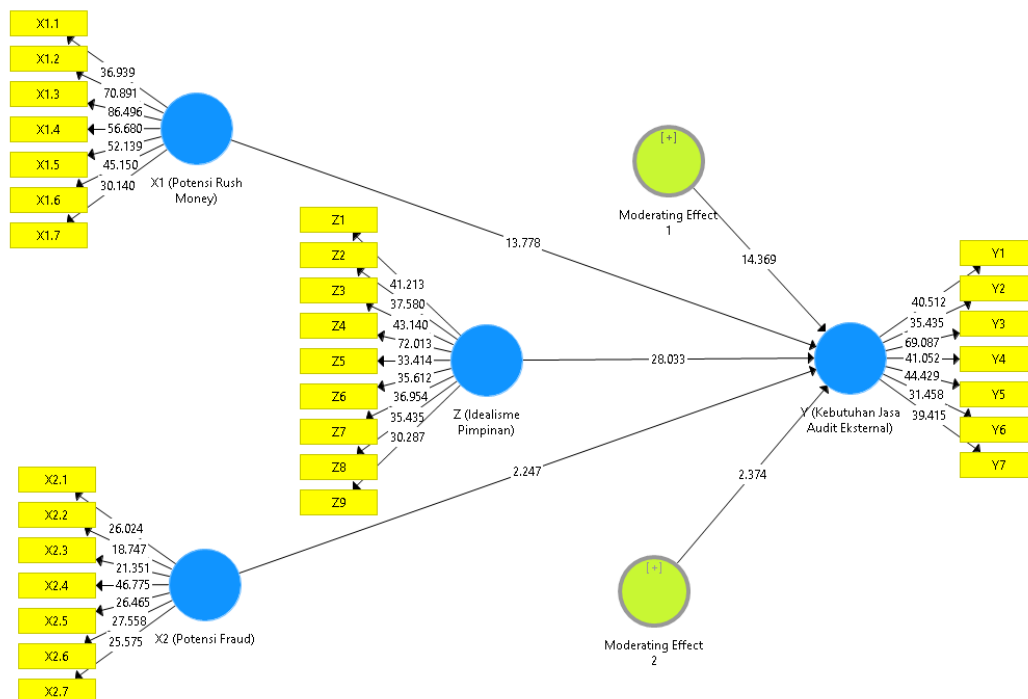 X1.1
X1.2
X1.3
X1.4
X1.5
X1.6
X1.7
36.939
70.891
86.496
56.680
52.139
45.150
30.140
X1 (Potensi Rush
Money)
[+]
Moderating Effect
1
13.778
14.369
Z1
Z2
Z3
Z4
Z5
Z6
Z7
Z8
Z9
41.213
37.580
43.140
72.013
33.414
35.612
36.954
35.435
30.287
Z (Idealisme
Pimpinan)
28.033
Y (Kebutuhan Jasa
Audit Eksternal)
40.512
35.435
69.087
41.052
44.429
31.458
39.415
Y1
Y2
Y3
Y4
Y5
Y6
Y7
X2.1
X2.2
X2.3
X2.4
X2.5
X2.6
X2.7
26.024
18.747
21.351
46.775
26.465
27.558
25.575
X2 (Potensi Fraud)
2.247
2.374
[+]
Moderating Effect
2